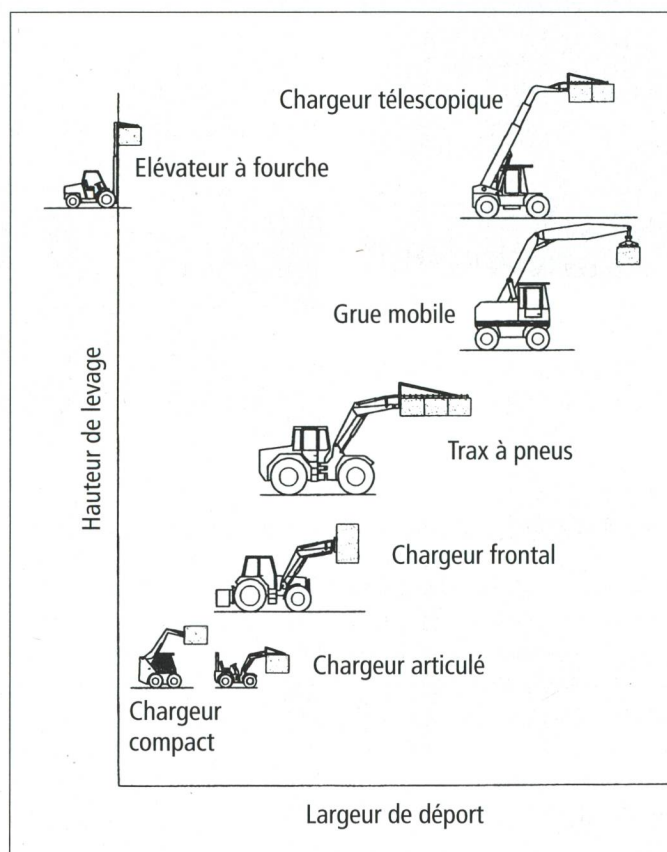 Chargeur télescopique
Elévateur à fourche
Grue mobile
Hauteur de levage
Trax à pneus
Chargeur frontal
Chargeur articulé
Chargeur
compact
Largeur de déport